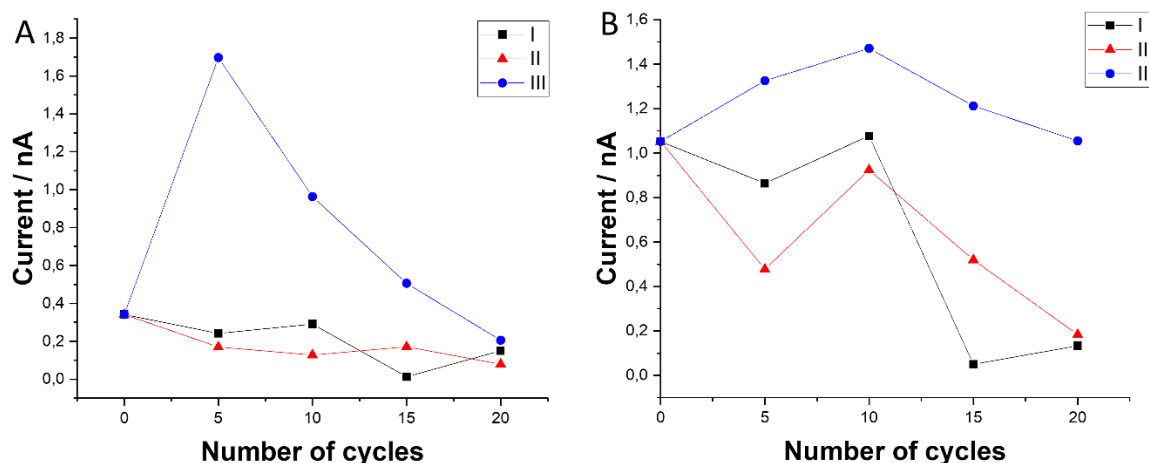 A
I
II
III
1,8
1,6
1,4
1,2
1,0
0,8
0,6
0,4
0,2
0,0
Current / nA
0
5
10
15
20
Number of cycles
B
I
II
II
1,6
1,4
1,2
1,0
0,8
0,6
0,4
0,2
0,0
Current / nA
0
5
10
15
20
Number of cycles